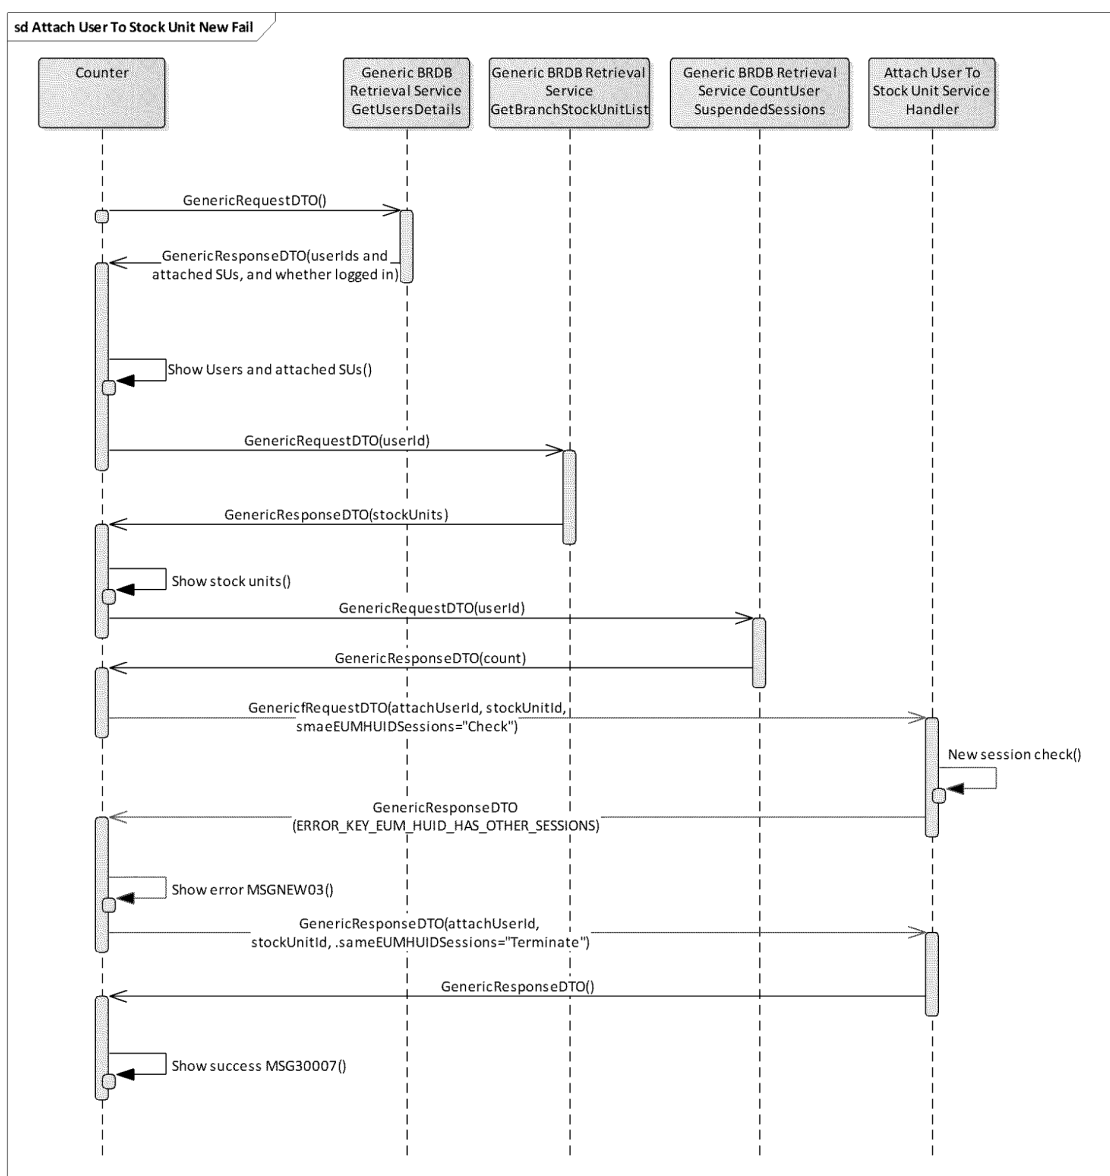 sd Attach User To Stock Unit New Fail
Counter
Generic BRDB
Retrieval Service
GetUsersDetails
Generic BRDB Retrieval
Service
GetBranchStockUnitList
Generic BRDB Retrieval
Service CountUser
SuspendedSessions
Attach User To
Stock Unit Service
Handler
GenericRequestDTO()
GenericResponseDTO(userIds and
attached SUs, and whether logged in)
Show Users and attached SUs()
GenericRequestDTO(userId)
GenericResponseDTO(stockUnits)
Show stock units()
GenericRequestDTO(userId)
GenericResponseDTO(count)
GenericfRequestDTO(attachUserId, stockUnitId,
smaeEUMHUIDSessions="Check")
New session check()
GenericResponseDTO
(ERROR_KEY_EUM_HUID_HAS_OTHER_SESSIONS)
Show error MSGNEW03()
GenericResponseDTO(attachUserId,
stockUnitId, .sameEUMHUIDSessions="Terminate")
GenericResponseDTO()
Show success MSG30007()